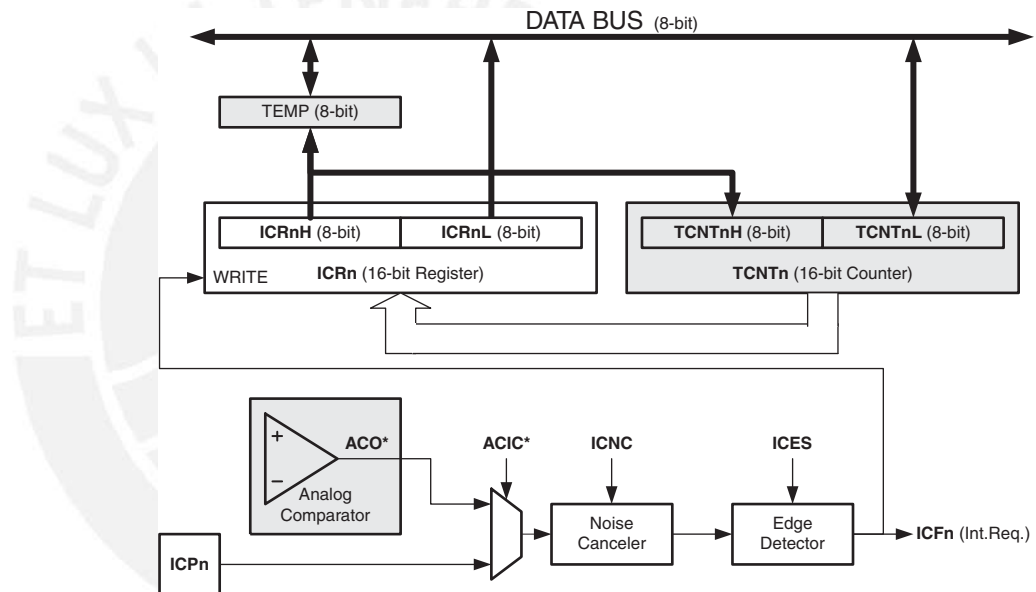 DATA BUS (8-bit)
TEMP (8-bit)
ICRnH (8-bit) ICRnL (8-bit)
WRITE ICRn (16-bit Register)
TCNTnH (8-bit) TCNTnL (8-bit)
TCNTn (16-bit Counter)
+
−
ACO*
Analog
Comparator
ACIC*
ICNC
ICES
Noise
Canceler
Edge
Detector
ICPn
ICFn (Int.Req.)
ET LUX